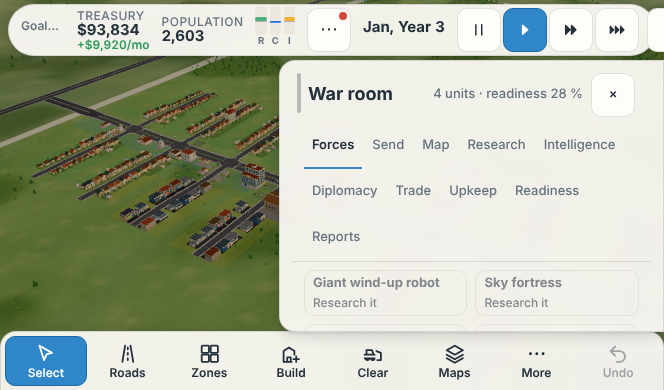 Goal...
TREASURY
$93,834
+$9,920/mo
POPULATION
2,603
R C I
...
Jan, Year 3
War room
4 units · readiness 28 %
×
Forces Send Map Research Intelligence
Diplomacy Trade Upkeep Readiness
Reports
Giant wind-up robot
Research it
Sky fortress
Research it
Select Roads Zones Build Clear Maps More Undo